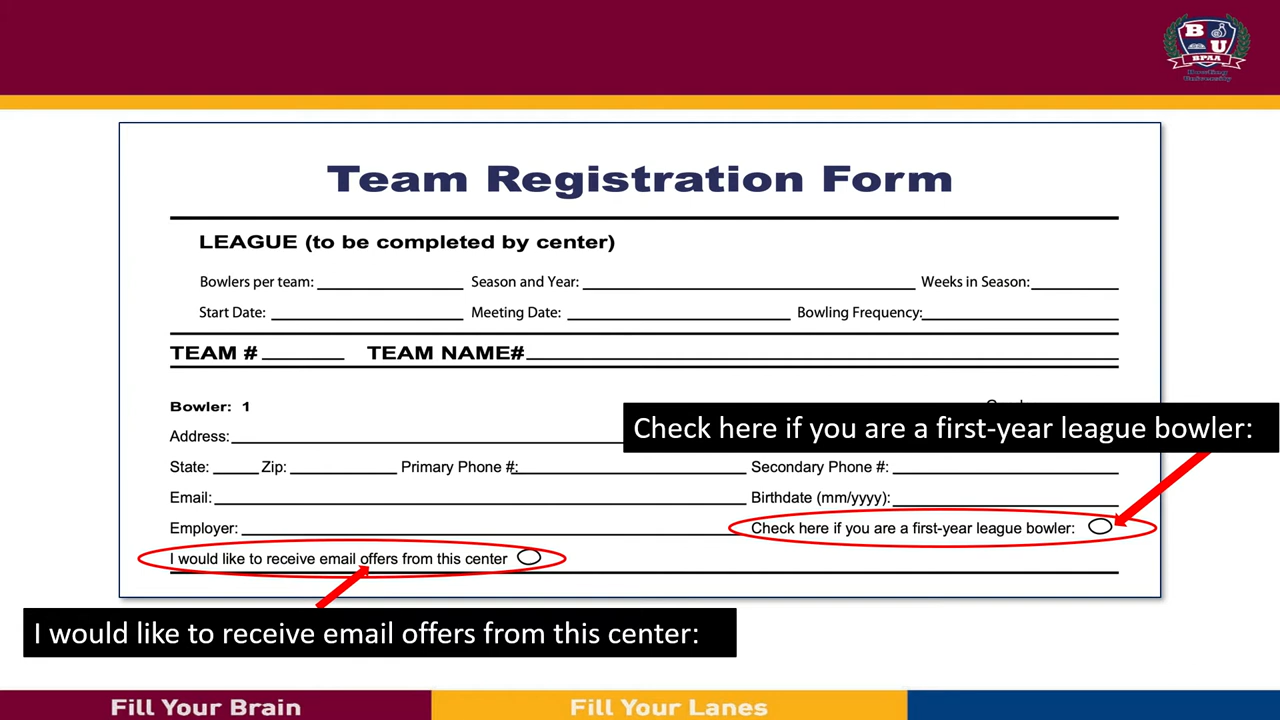 B U
BPAA
Bowling
University
Team Registration Form
LEAGUE (to be completed by center)
Bowlers per team: Season and Year: Weeks in Season:
Start Date: Meeting Date: Bowling Frequency:
TEAM # TEAM NAME#
Bowler: 1
Check here if you are a first-year league bowler:
Address:
State: Zip: Primary Phone #: Secondary Phone #:
Email: Birthdate (mm/yyyy):
Employer: Check here if you are a first-year league bowler:
I would like to receive email offers from this center
I would like to receive email offers from this center:
Fill Your Brain Fill Your Lanes